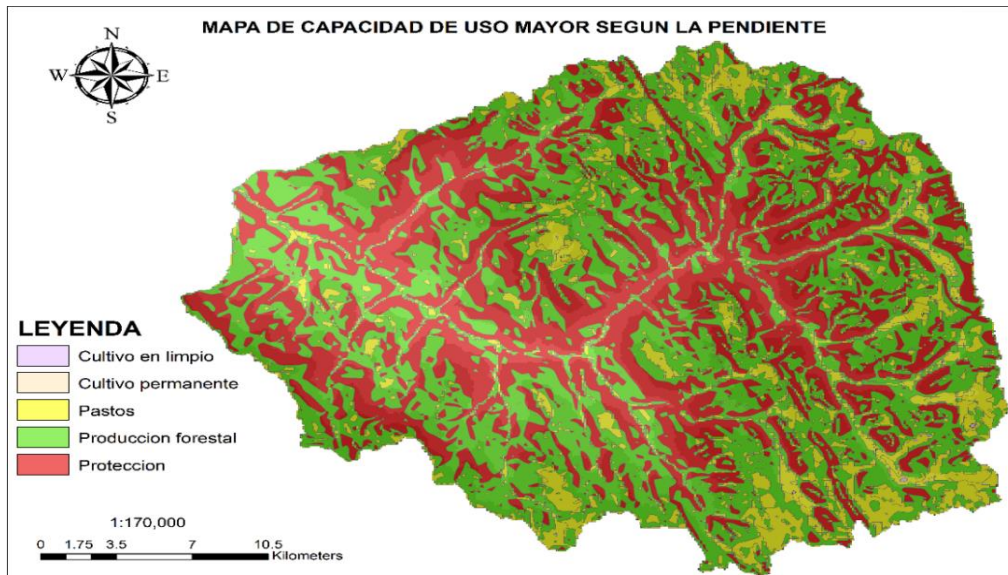 MAPA DE CAPACIDAD DE USO MAYOR SEGUN LA PENDIENTE
N
W E
S
LEYENDA
Cultivo en limpio
Cultivo permanente
Pastos
Produccion forestal
Proteccion
1:170,000
0 1.75 3.5 7 10.5
Kilometers